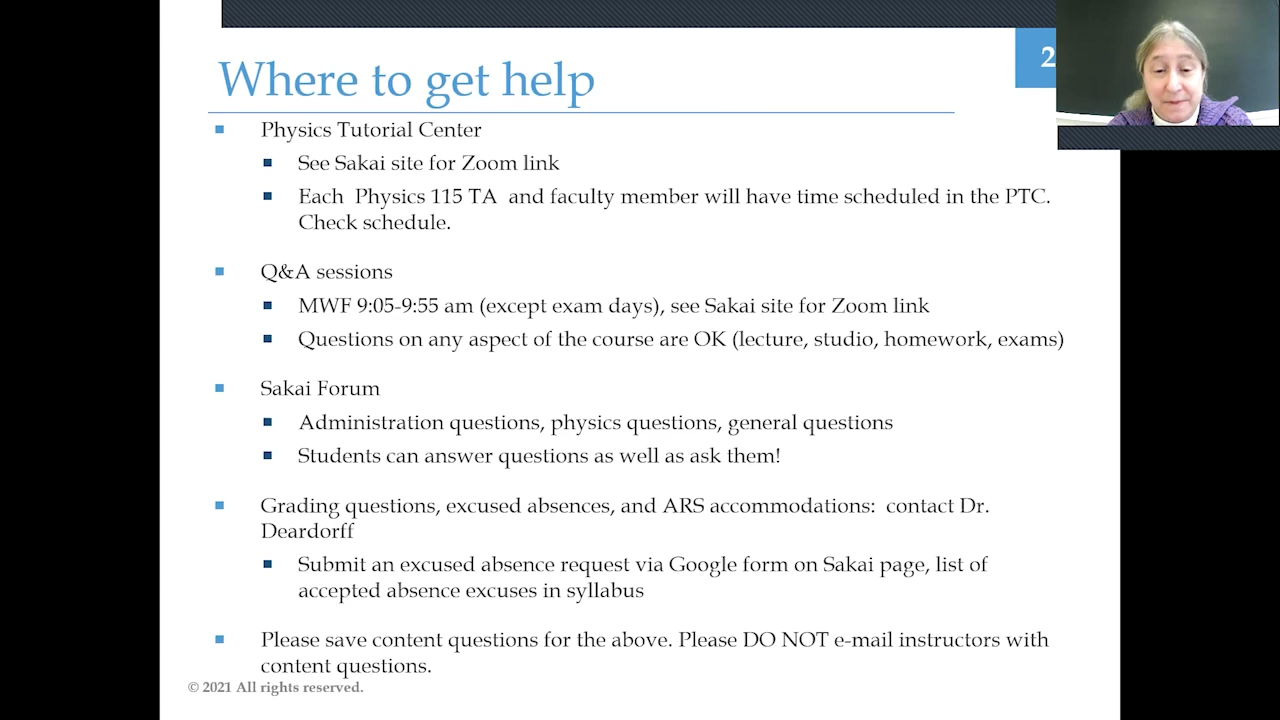 Where to get help
2
Physics Tutorial Center
See Sakai site for Zoom link
Each Physics 115 TA and faculty member will have time scheduled in the PTC.
Check schedule.
Q&A sessions
MWF 9:05-9:55 am (except exam days), see Sakai site for Zoom link
Questions on any aspect of the course are OK (lecture, studio, homework, exams)
Sakai Forum
Administration questions, physics questions, general questions
Students can answer questions as well as ask them!
Grading questions, excused absences, and ARS accommodations: contact Dr.
Deardorff
Submit an excused absence request via Google form on Sakai page, list of
accepted absence excuses in syllabus
Please save content questions for the above. Please DO NOT e-mail instructors with
content questions.
© 2021 All rights reserved.